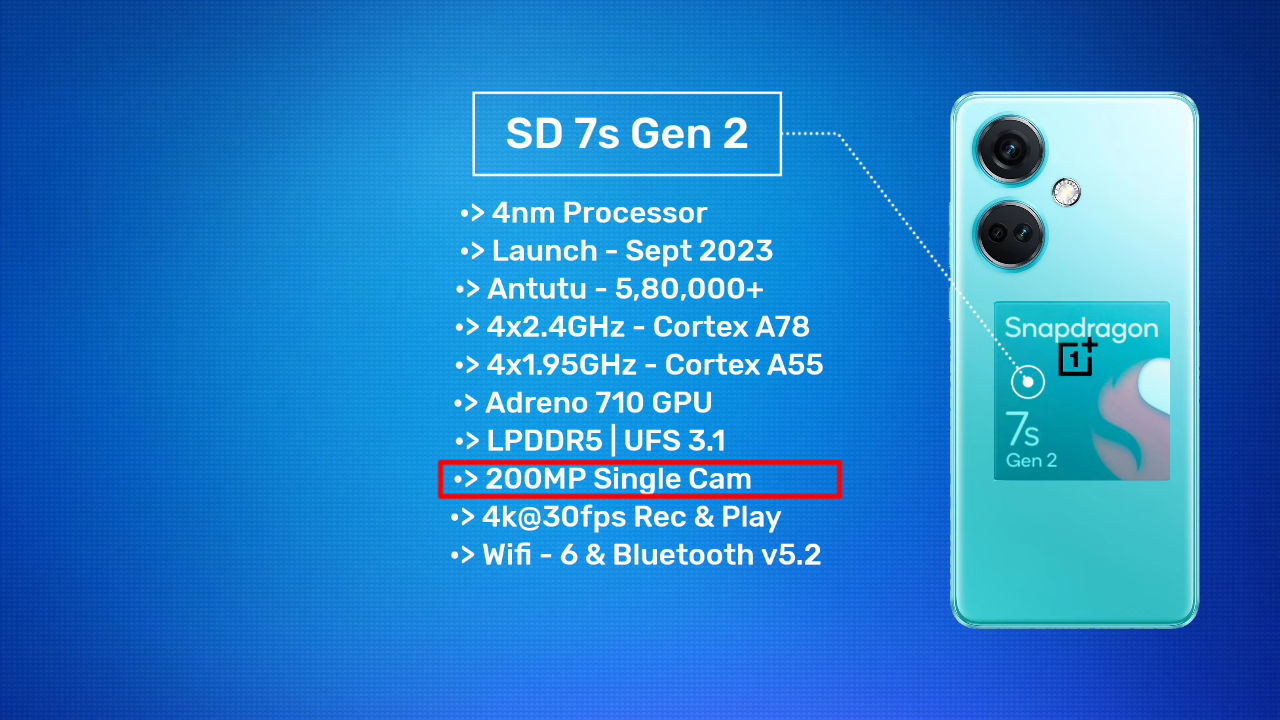 SD 7s Gen 2
•> 4nm Processor
•> Launch - Sept 2023
•> Antutu - 5,80,000+
•> 4x2.4GHz - Cortex A78
•> 4x1.95GHz - Cortex A55
•> Adreno 710 GPU
•> LPDDR5 | UFS 3.1
•> 200MP Single Cam
•> 4k@30fps Rec & Play
•> Wifi - 6 & Bluetooth v5.2
Snapdragon
1+
7s
Gen 2